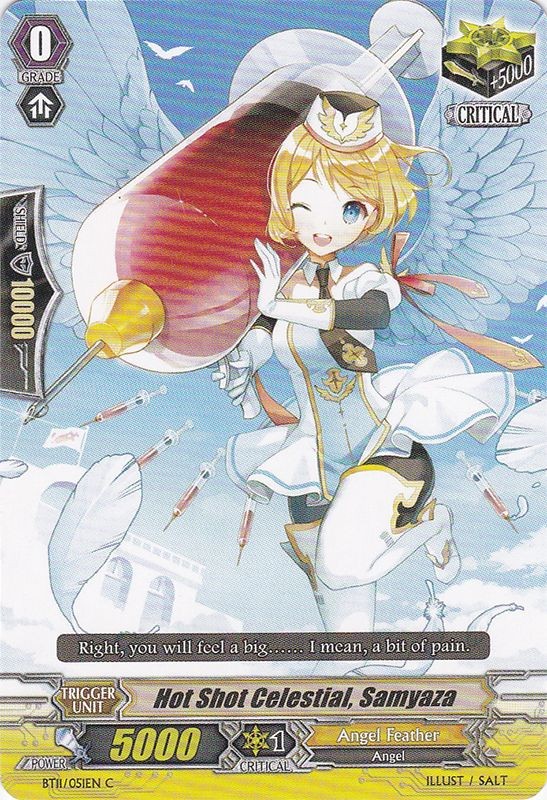 0
GRADE
+5000
CRITICAL
SHIELD
10000
Right, you will feel a big...... I mean, a bit of pain.
TRIGGER
UNIT
Hot Shot Celestial, Samyaza
POWER
5000
1
CRITICAL
Angel Feather
Angel
BT11/051EN C
ILLUST / SALT